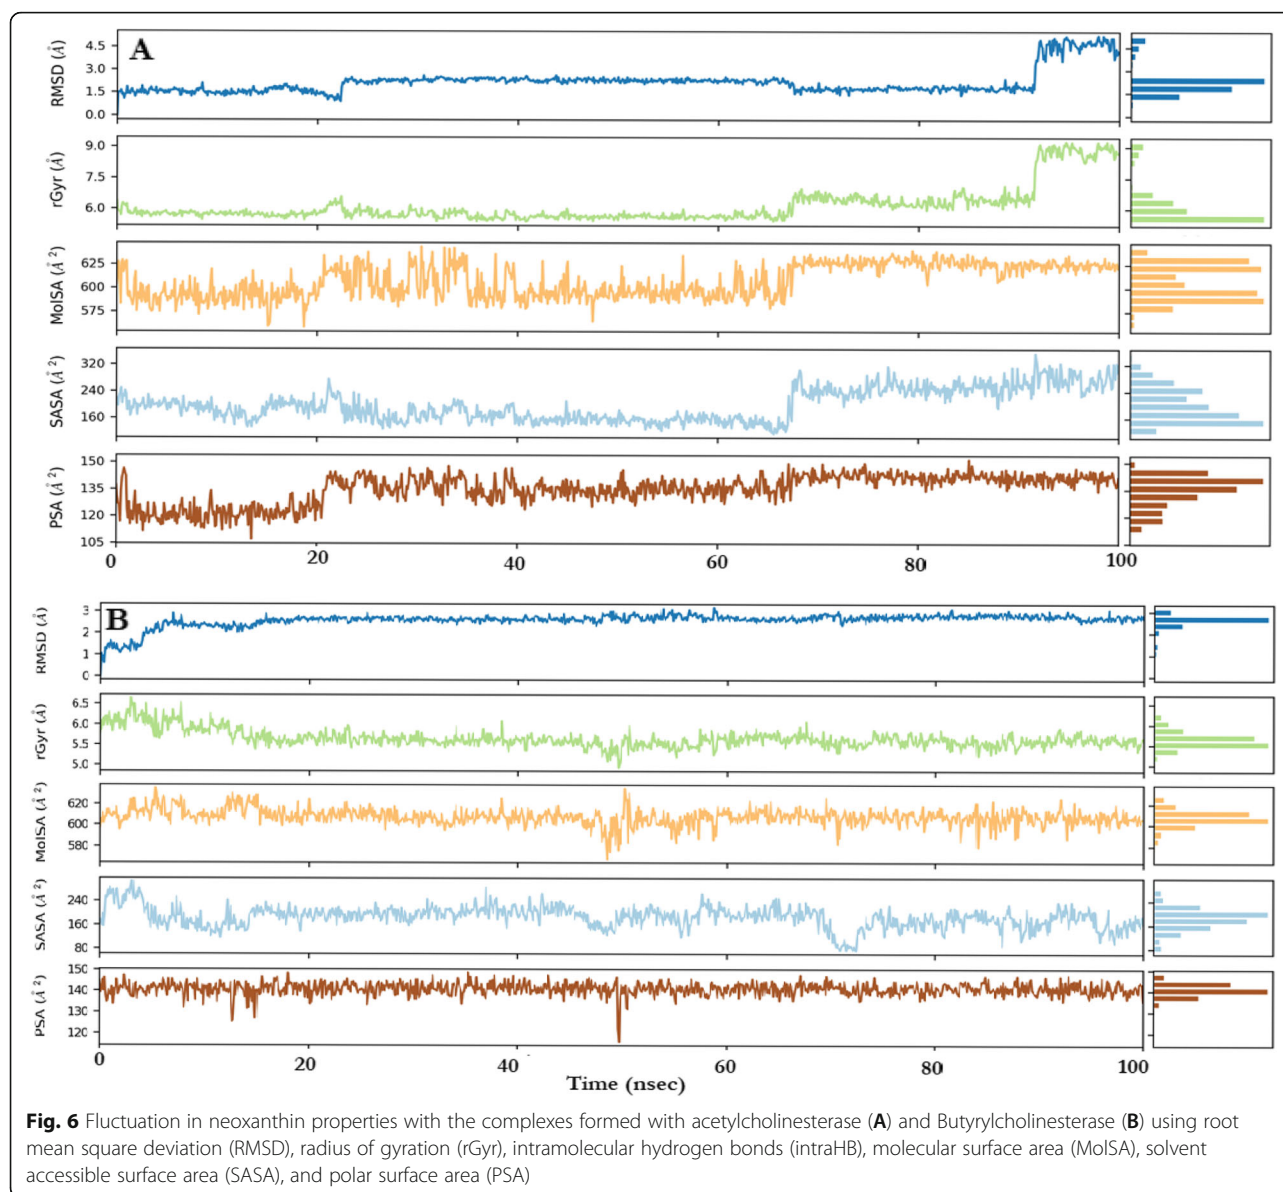 A
RMSD (Å)
4.5
3.0
1.5
0.0
rGyr (Å)
9.0
7.5
6.0
MolSA (Å²)
625
600
575
SASA (Å²)
320
240
160
PSA (Å²)
150
135
120
105
0 20 40 60 80 100
B
RMSD (Å)
3
2
1
0
rGyr (Å)
6.5
6.0
5.5
5.0
MolSA (Å²)
620
600
580
SASA (Å²)
240
160
80
PSA (Å²)
150
140
130
120
0 20 40 60 80 100
Time (nsec)
Fig. 6 Fluctuation in neoxanthin properties with the complexes formed with acetylcholinesterase (A) and Butyrylcholinesterase (B) using root
mean square deviation (RMSD), radius of gyration (rGyr), intramolecular hydrogen bonds (intraHB), molecular surface area (MolSA), solvent
accessible surface area (SASA), and polar surface area (PSA)